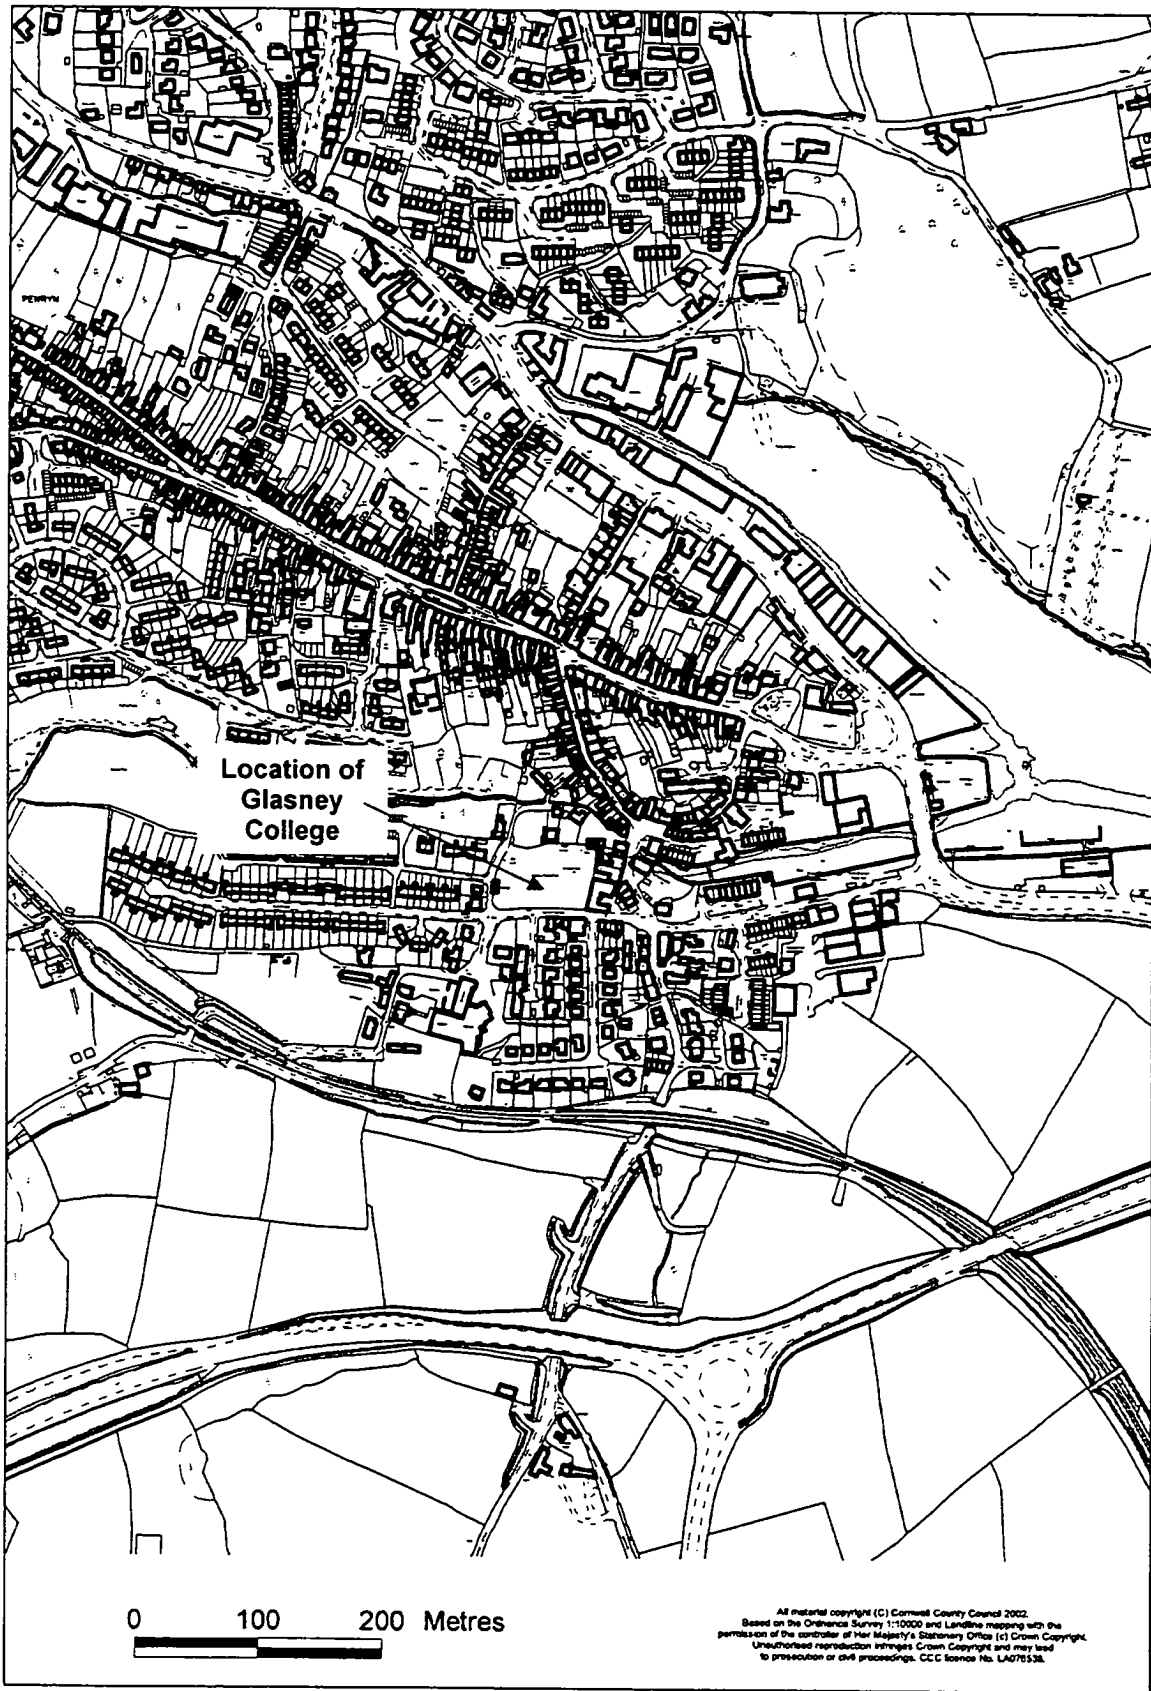 PENRYN
Location of
Glasney
College
0 100 200 Metres
All material copyright (C) Cornwall County Council 2002.
Based on the Ordnance Survey 1:10000 and Landline mapping with the
permission of the controller of Her Majesty's Stationery Office (c) Crown Copyright.
Unauthorised reproduction infringes Crown Copyright and may lead
to prosecution or civil proceedings. CCC licence No. LA076538.